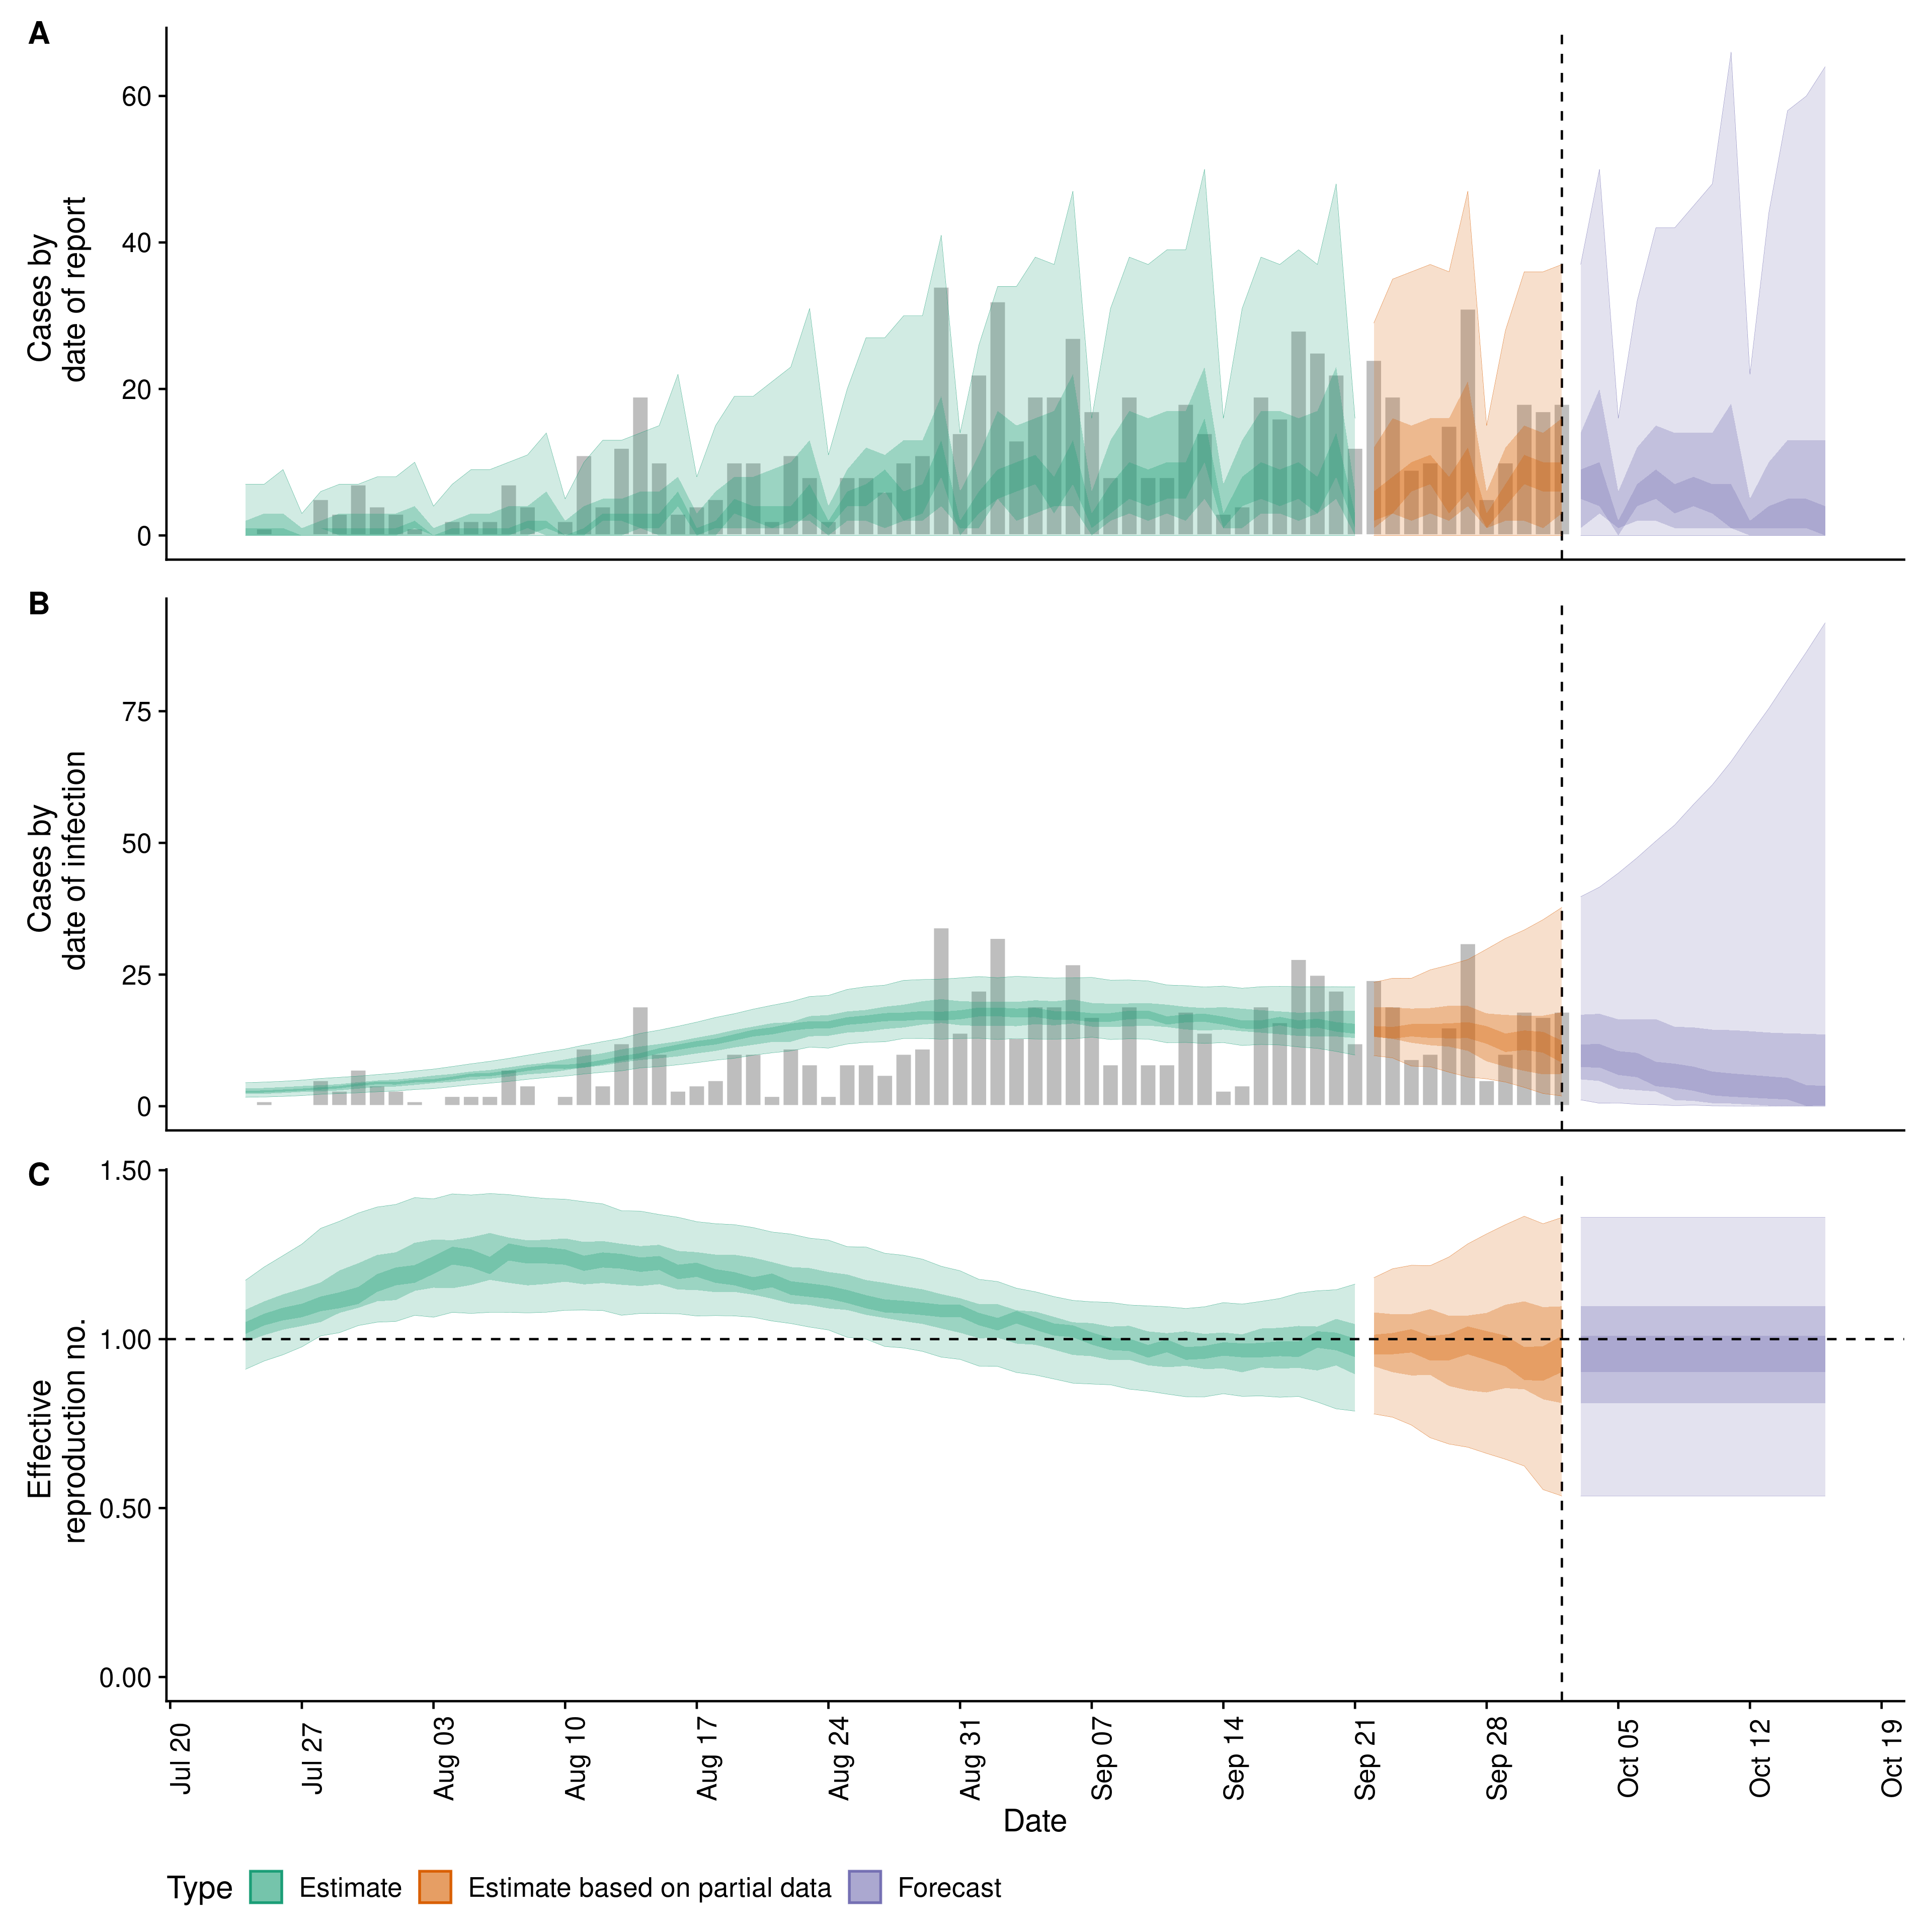 A
Cases by
date of report
60
40
20
0
B
Cases by
date of infection
75
50
25
0
C
Effective
reproduction no.
1.50
1.00
0.50
0.00
Jul 20
Jul 27
Aug 03
Aug 10
Aug 17
Aug 24
Aug 31
Sep 07
Sep 14
Sep 21
Sep 28
Oct 05
Oct 12
Oct 19
Date
Type Estimate Estimate based on partial data Forecast